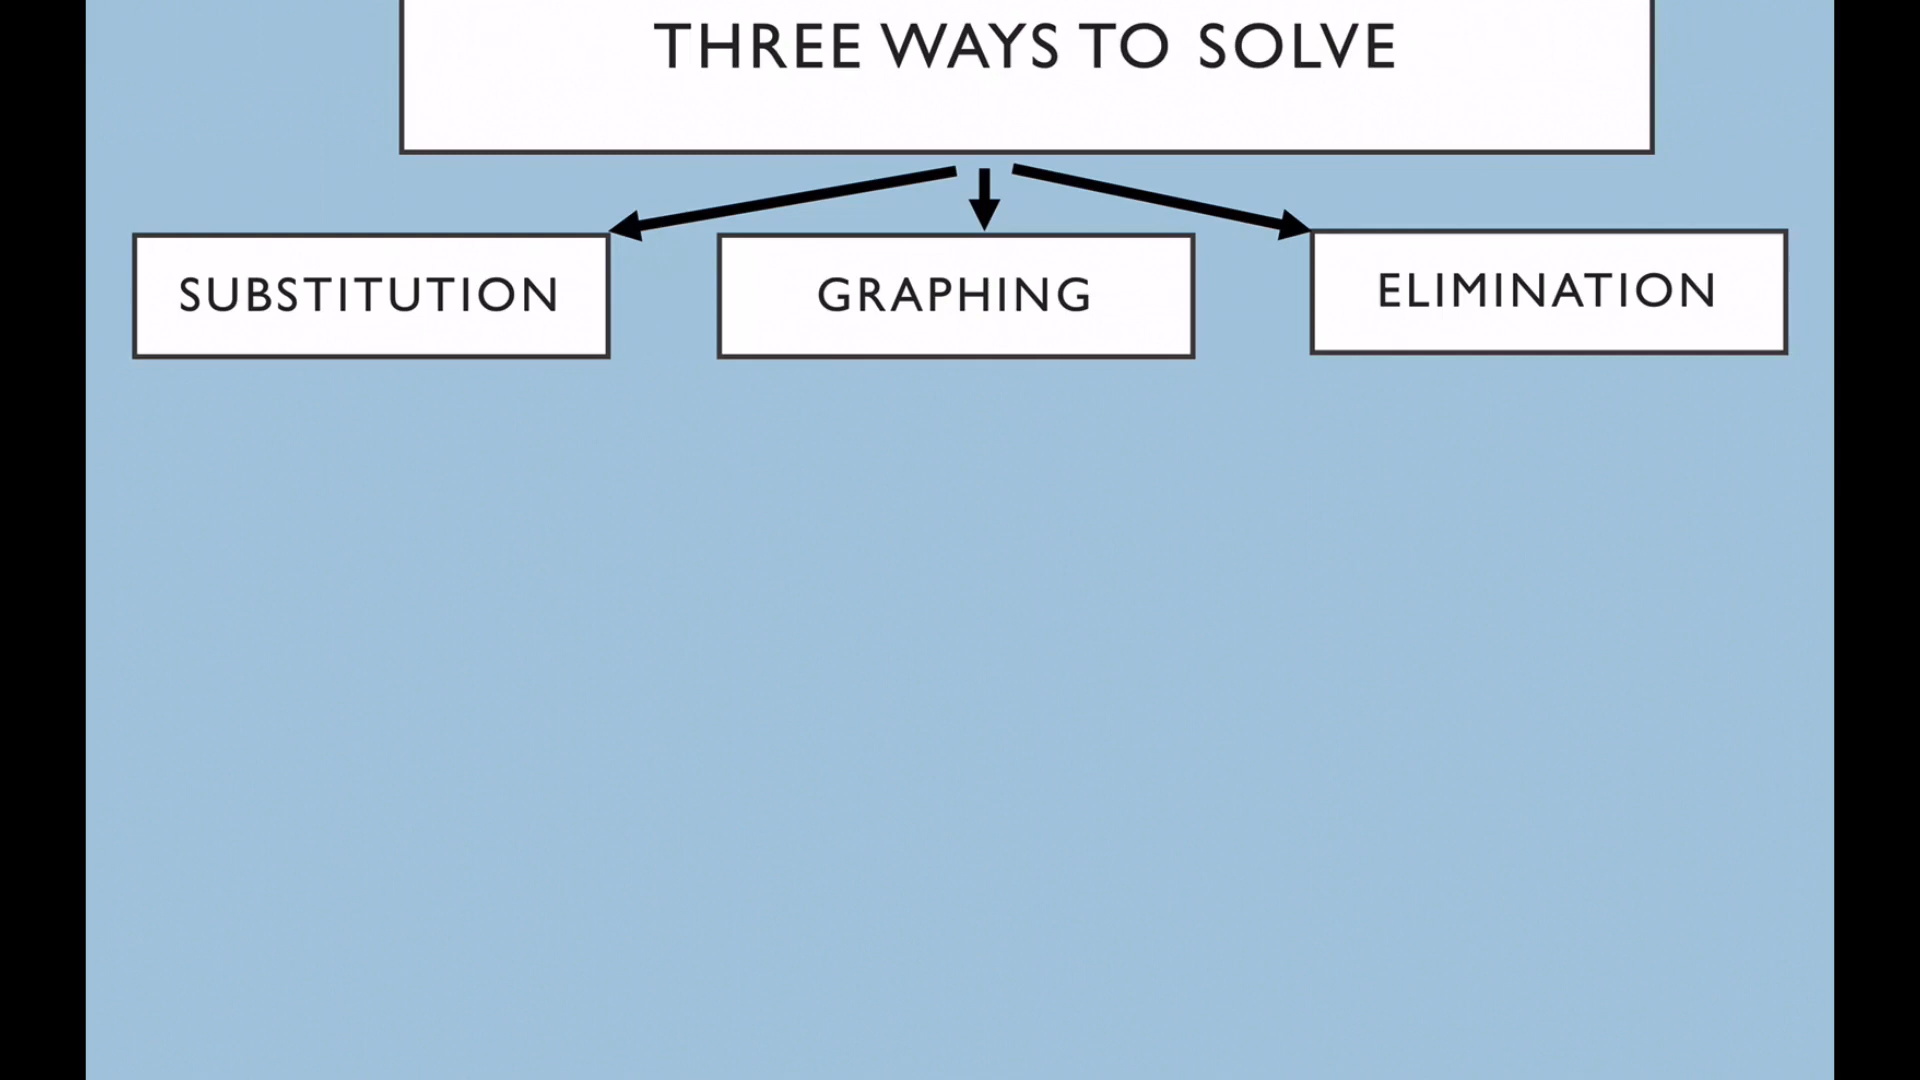 THREE WAYS TO SOLVE
SUBSTITUTION
GRAPHING
ELIMINATION